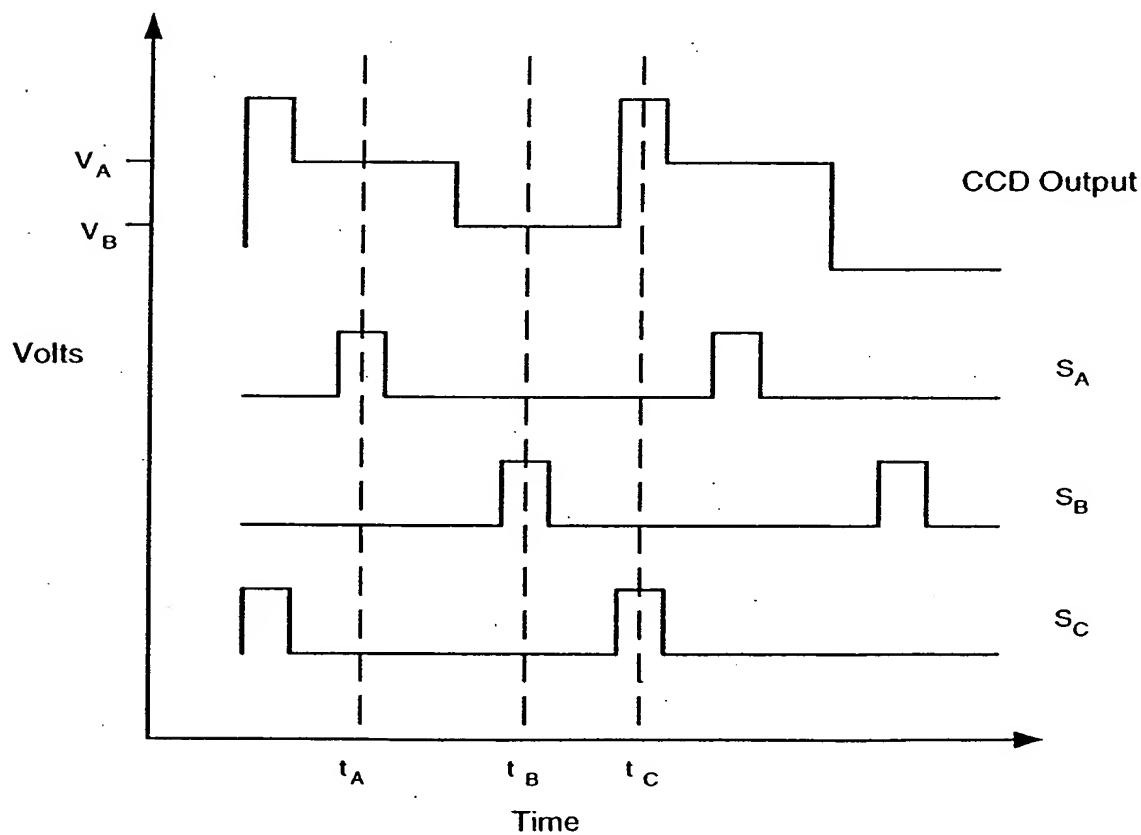 V_A
CCD Output
V_B
Volts
S_A
S_B
S_C
t_A t_B t_C
Time